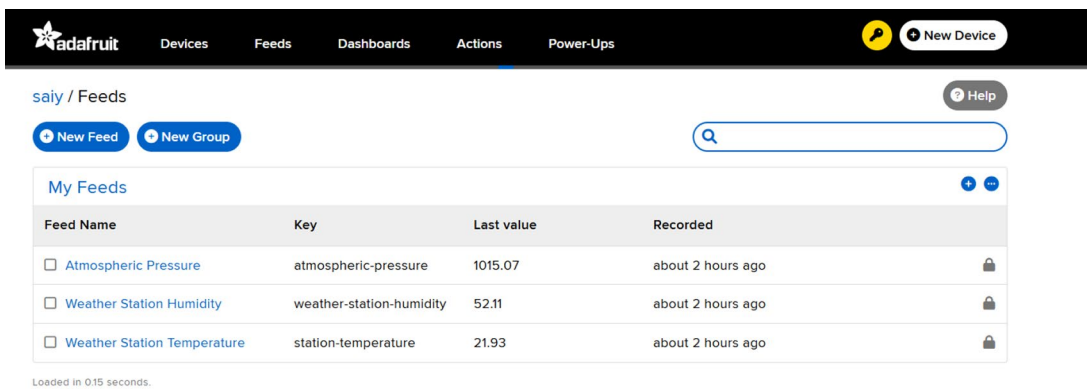 adafruit Devices Feeds Dashboards Actions Power-Ups New Device
saiy / Feeds
Help
New Feed New Group
My Feeds
Feed Name Key Last value Recorded
Atmospheric Pressure atmospheric-pressure 1015.07 about 2 hours ago
Weather Station Humidity weather-station-humidity 52.11 about 2 hours ago
Weather Station Temperature station-temperature 21.93 about 2 hours ago
Loaded in 0.15 seconds.